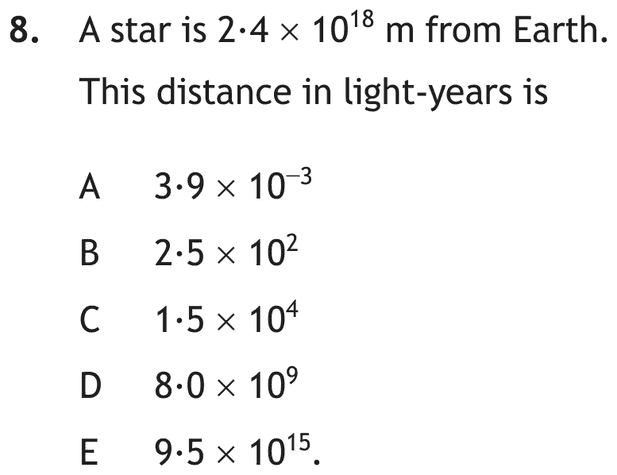 8. A star is 2·4 × 10¹⁸ m from Earth.
This distance in light-years is
A 3·9 × 10⁻³
B 2·5 × 10²
C 1·5 × 10⁴
D 8·0 × 10⁹
E 9·5 × 10¹⁵.